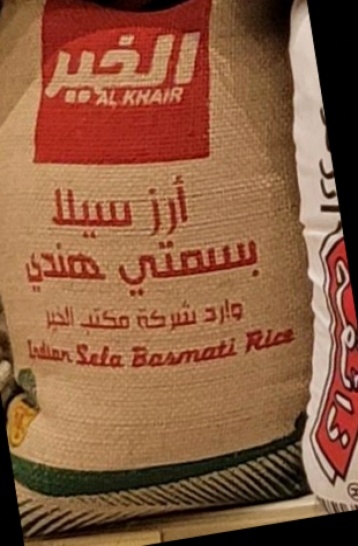 الخير
AL KHAIR
أرز سيلا
بسمتي هندي
وارد شركة مكتب الخير
Indian Sela Basmati Rice